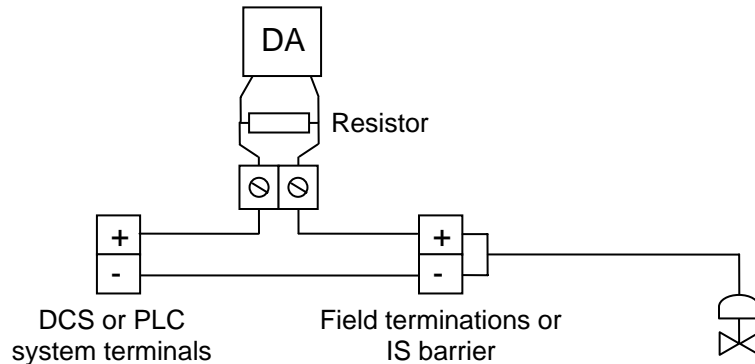 DA
Resistor
+
+
-
-
DCS or PLC
system terminals
Field terminations or
IS barrier